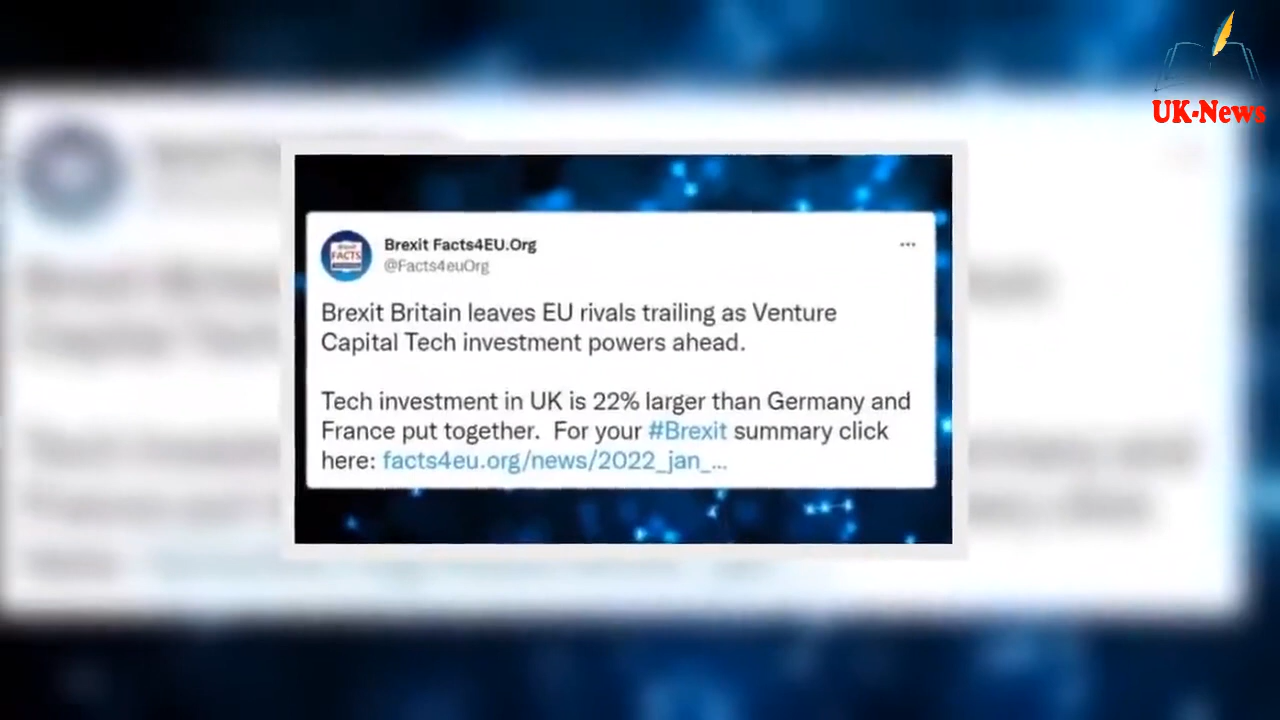 UK-News
Brexit Facts4EU.Org
@Facts4euOrg
Brexit Britain leaves EU rivals trailing as Venture
Capital Tech investment powers ahead.
Tech investment in UK is 22% larger than Germany and
France put together.  For your #Brexit summary click
here: facts4eu.org/news/2022_jan_...